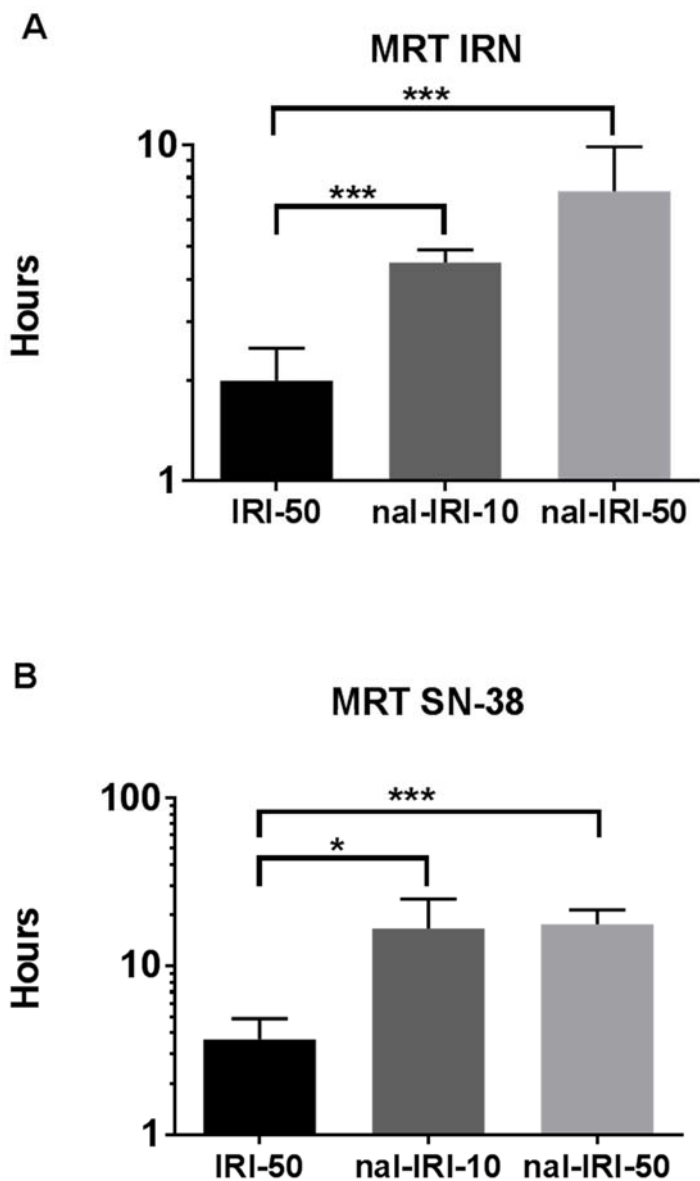 A
MRT IRN
***
10
***
Hours
1
IRI-50 nal-IRI-10 nal-IRI-50
B
MRT SN-38
100
***
*
10
Hours
1
IRI-50 nal-IRI-10 nal-IRI-50